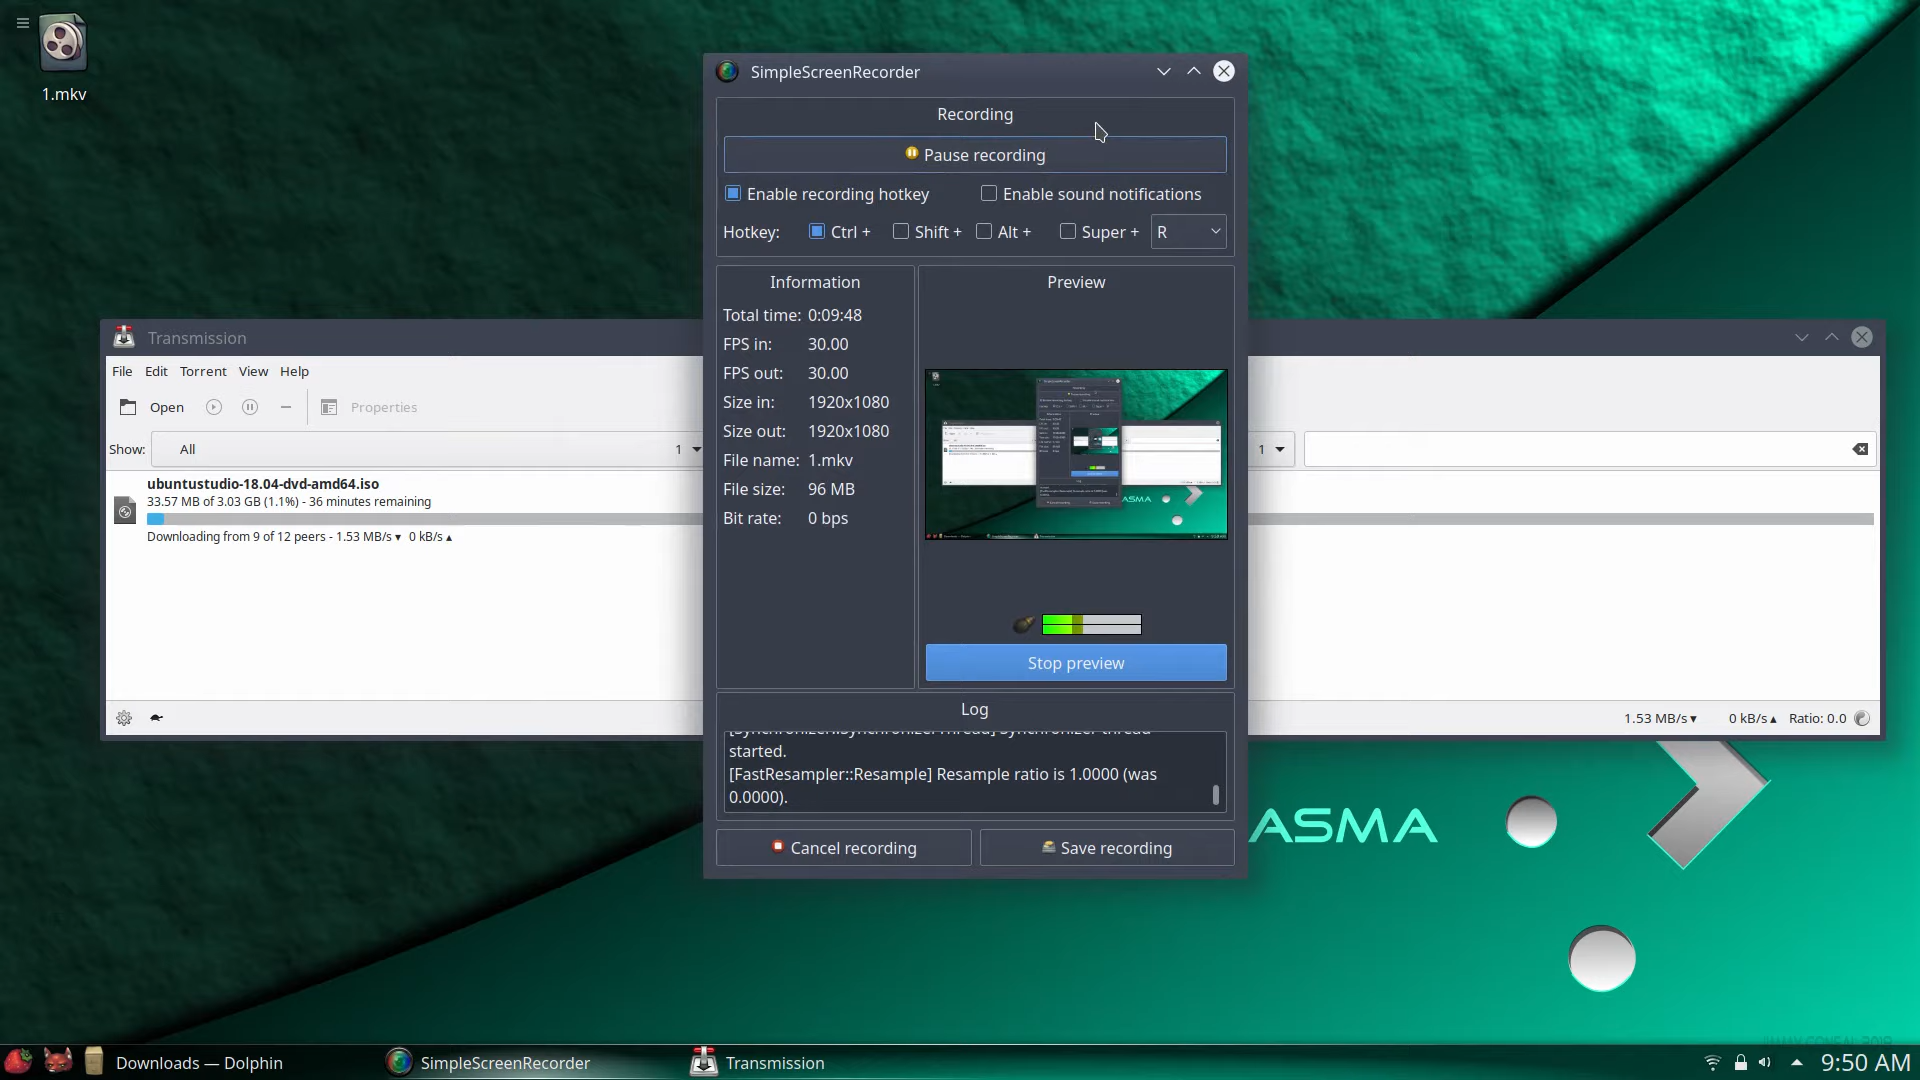 1.mkv
SimpleScreenRecorder
Recording
Pause recording
Enable recording hotkey
Enable sound notifications
Hotkey: Ctrl + Shift + Alt + Super + R
Information
Total time: 0:09:48
FPS in: 30.00
FPS out: 30.00
Size in: 1920x1080
Size out: 1920x1080
File name: 1.mkv
File size: 96 MB
Bit rate: 0 bps
Preview
Stop preview
Log
started.
[FastResampler::Resample] Resample ratio is 1.0000 (was
0.0000).
Cancel recording
Save recording
Transmission
File Edit Torrent View Help
Open
Properties
Show: All 1
1
ubuntustudio-18.04-dvd-amd64.iso
33.57 MB of 3.03 GB (1.1%) - 36 minutes remaining
Downloading from 9 of 12 peers - 1.53 MB/s ▾ 0 kB/s ▴
1.53 MB/s ▾ 0 kB/s ▴ Ratio: 0.0
ASMA
Downloads — Dolphin
SimpleScreenRecorder
Transmission
9:50 AM